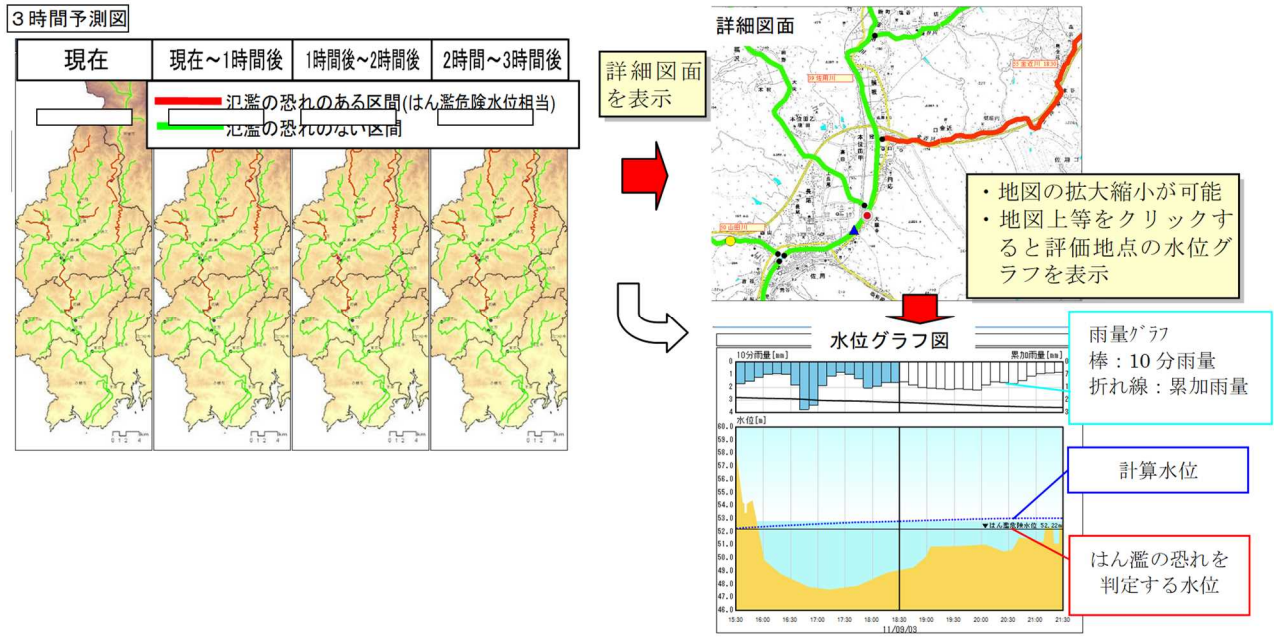 3時間予測図
現在
現在～1時間後
1時間後～2時間後
2時間～3時間後
氾濫の恐れのある区間(はん濫危険水位相当)
氾濫の恐れのない区間
詳細図面
を表示
詳細図面
・地図の拡大縮小が可能
・地図上等をクリックす
ると評価地点の水位グ
ラフを表示
水位グラフ図
10分雨量[mm]
累加雨量[mm]
雨量ｸﾞﾗﾌ
棒：10分雨量
折れ線：累加雨量
水位[m]
60.0
59.0
58.0
57.0
56.0
55.0
54.0
53.0
52.0
51.0
50.0
49.0
48.0
47.0
46.0
▼はん濫危険水位 52.22m
計算水位
はん濫の恐れを
判定する水位
15:30 16:00 16:30 17:00 17:30 18:00 18:30 19:00 19:30 20:00 20:30 21:00 21:30
11/09/03